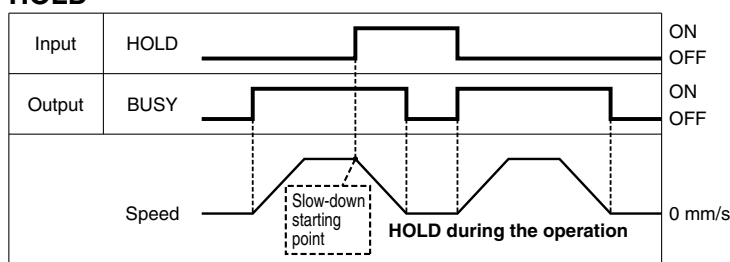 HOLD
Input HOLD ON
OFF
Output BUSY ON
OFF
Speed 0 mm/s
Slow-down
starting
point
HOLD during the operation